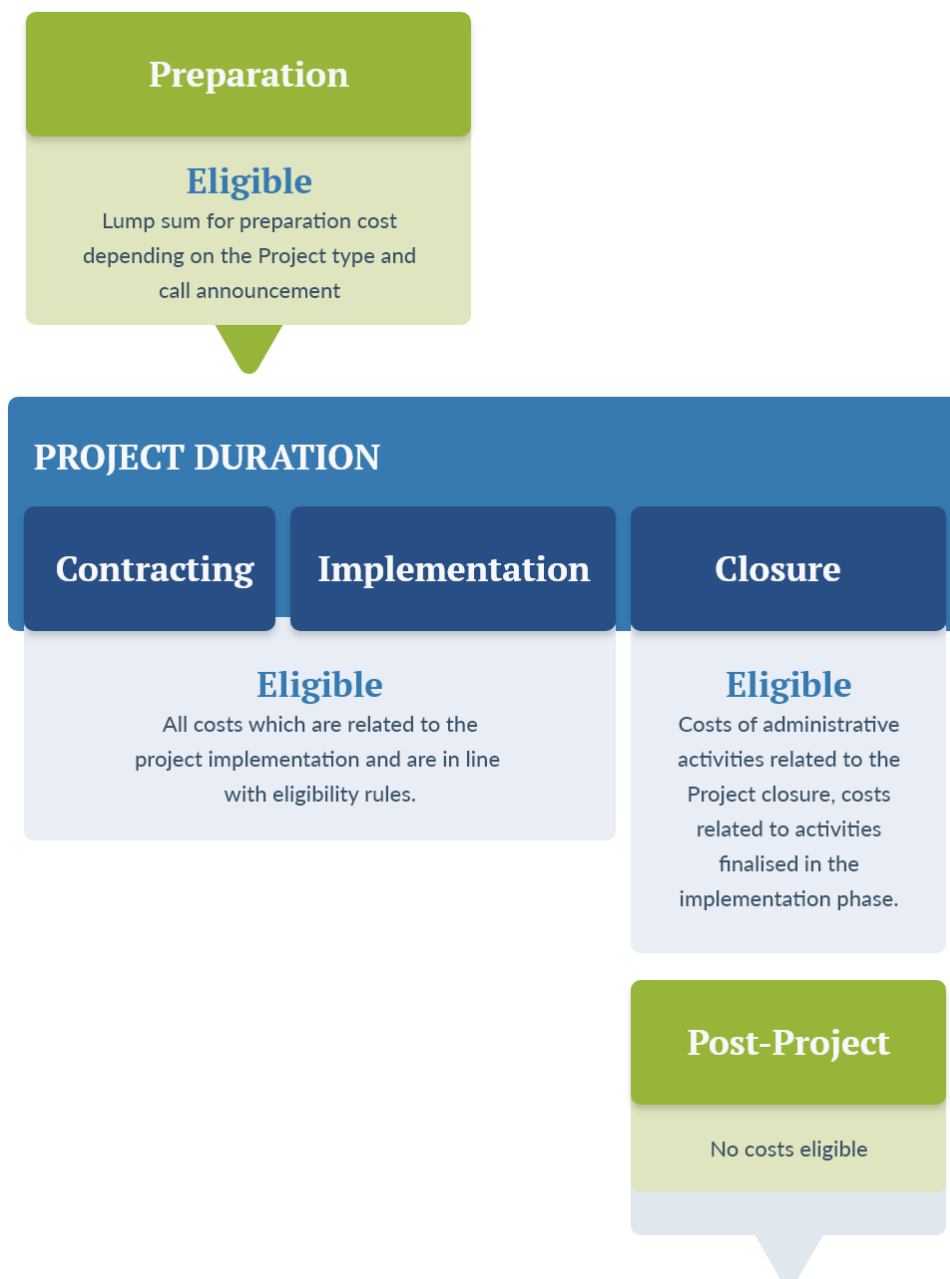 Preparation
Eligible
Lump sum for preparation cost
depending on the Project type and
call announcement
PROJECT DURATION
Contracting
Implementation
Closure
Eligible
All costs which are related to the
project implementation and are in line
with eligibility rules.
Eligible
Costs of administrative
activities related to the
Project closure, costs
related to activities
finalised in the
implementation phase.
Post-Project
No costs eligible